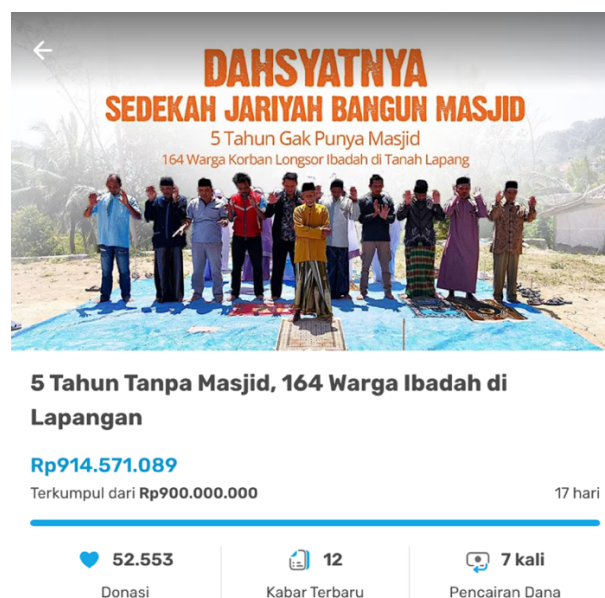 DAHSYATNYA
SEDEKAH JARIYAH BANGUN MASJID
5 Tahun Gak Punya Masjid
164 Warga Korban Longsor Ibadah di Tanah Lapang
5 Tahun Tanpa Masjid, 164 Warga Ibadah di
Lapangan
Rp914.571.089
Terkumpul dari Rp900.000.000 17 hari
52.553 12 7 kali
Donasi Kabar Terbaru Pencairan Dana